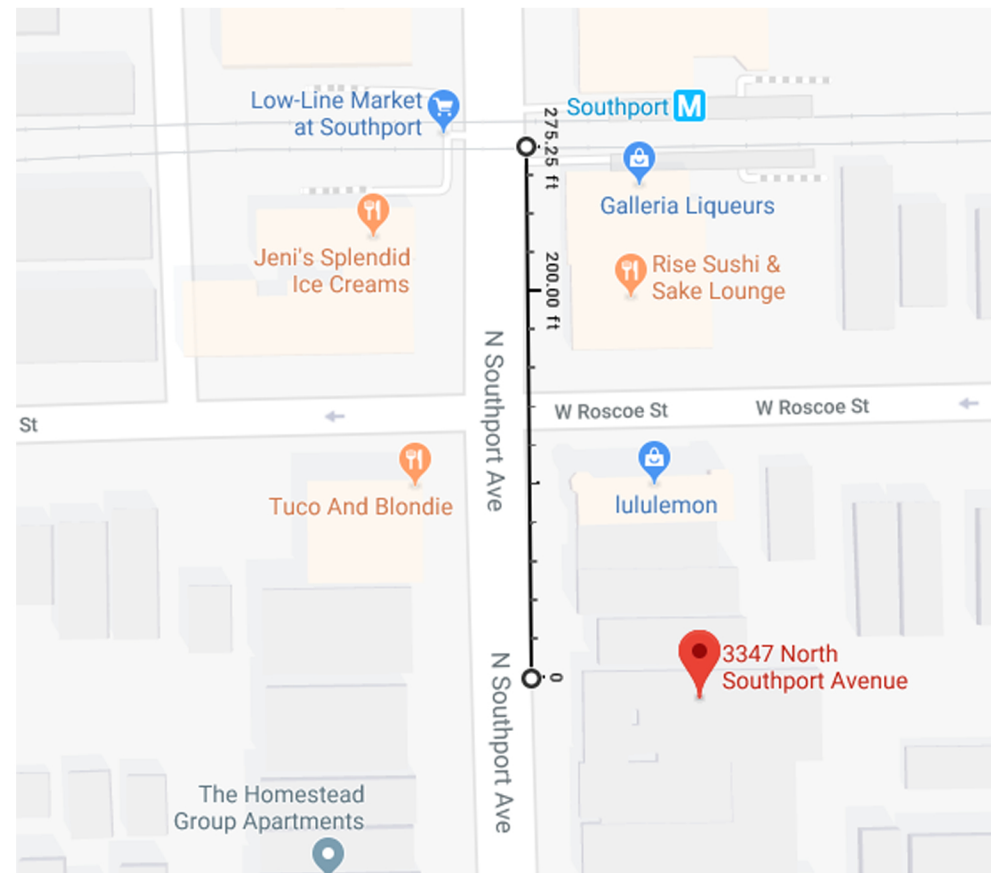 Low-Line Market
at Southport
Southport M
275.25 ft
Galleria Liqueurs
Jeni's Splendid
Ice Creams
Rise Sushi &
Sake Lounge
200.00 ft
N Southport Ave
St
W Roscoe St
W Roscoe St
Tuco And Blondie
lululemon
3347 North
Southport Avenue
0
N Southport Ave
The Homestead
Group Apartments